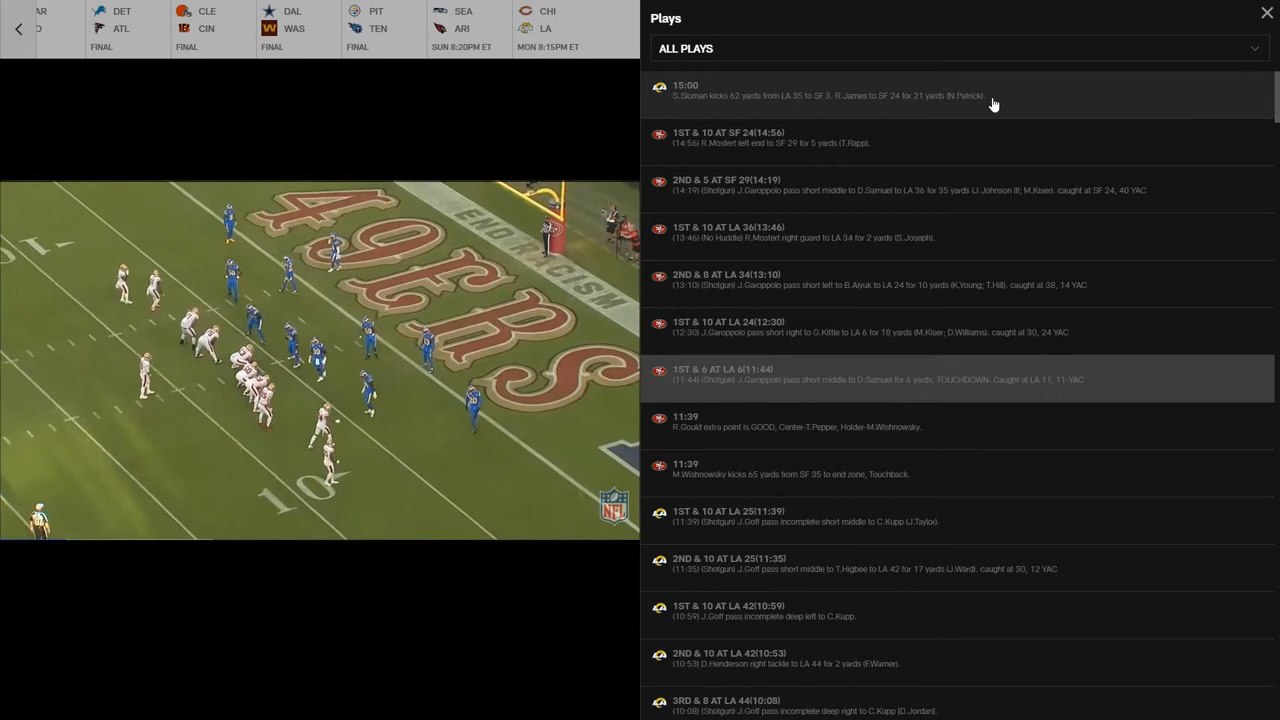 AR
DET
ATL
FINAL
CLE
CIN
FINAL
DAL
WAS
FINAL
PIT
TEN
FINAL
SEA
ARI
SUN 8:20PM ET
CHI
LA
MON 8:15PM ET
49ERS
END RACISM
10
NFL
Plays
ALL PLAYS
15:00
S.Sloman kicks 62 yards from LA 35 to SF 3. R.James to SF 24 for 21 yards (N.Patrick).
1ST & 10 AT SF 24(14:56)
(14:56) R.Mostert left end to SF 29 for 5 yards (T.Rapp).
2ND & 5 AT SF 29(14:19)
(14:19) (Shotgun) J.Garoppolo pass short middle to D.Samuel to LA 36 for 35 yards (J.Johnson III; M.Kiser). caught at SF 24, 40 YAC
1ST & 10 AT LA 36(13:46)
(13:46) (No Huddle) R.Mostert right guard to LA 34 for 2 yards (S.Joseph).
2ND & 8 AT LA 34(13:10)
(13:10) (Shotgun) J.Garoppolo pass short left to B.Aiyuk to LA 24 for 10 yards (K.Young; T.Hill). caught at 38, 14 YAC
1ST & 10 AT LA 24(12:30)
(12:30) J.Garoppolo pass short right to G.Kittle to LA 6 for 18 yards (M.Kiser; D.Williams). caught at 30, 24 YAC
1ST & 6 AT LA 6(11:44)
(11:44) (Shotgun) J.Garoppolo pass short middle to D.Samuel for 6 yards, TOUCHDOWN. Caught at LA 11, 11-YAC
11:39
R.Gould extra point is GOOD, Center-T.Pepper, Holder-M.Wishnowsky.
11:39
M.Wishnowsky kicks 65 yards from SF 35 to end zone, Touchback.
1ST & 10 AT LA 25(11:39)
(11:39) (Shotgun) J.Goff pass incomplete short middle to C.Kupp (J.Taylor).
2ND & 10 AT LA 25(11:35)
(11:35) (Shotgun) J.Goff pass short middle to T.Higbee to LA 42 for 17 yards (J.Ward). caught at 30, 12 YAC
1ST & 10 AT LA 42(10:59)
(10:59) J.Goff pass incomplete deep left to C.Kupp.
2ND & 10 AT LA 42(10:53)
(10:53) D.Henderson right tackle to LA 44 for 2 yards (F.Warner).
3RD & 8 AT LA 44(10:08)
(10:08) (Shotgun) J.Goff pass incomplete deep right to C.Kupp [D.Jordan].